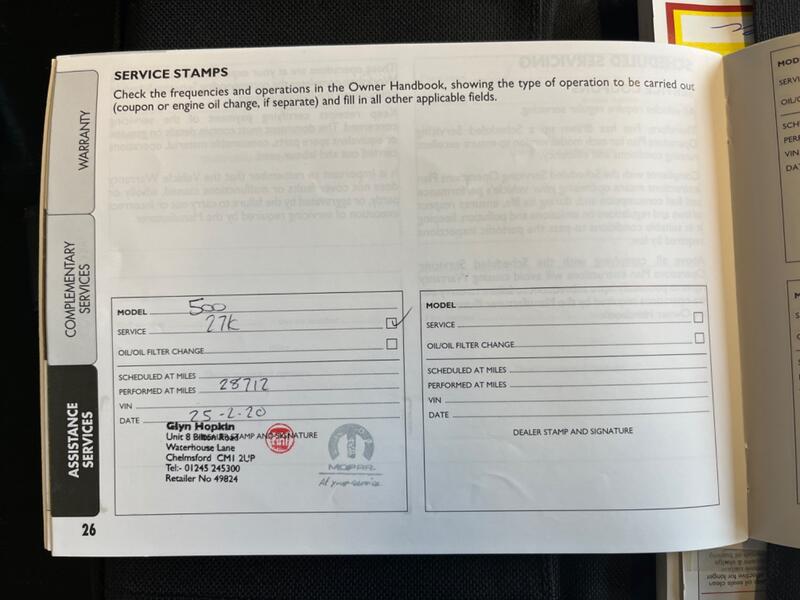 SERVICE STAMPS
Check the frequencies and operations in the Owner Handbook, showing the type of operation to be carried out
(coupon or engine oil change, if separate) and fill in all other applicable fields.
WARRANTY
COMPLEMENTARY
SERVICES
ASSISTANCE
SERVICES
MODEL 500
SERVICE 27K
OIL/OIL FILTER CHANGE
SCHEDULED AT MILES
PERFORMED AT MILES 28712
VIN
DATE 25-2-20
DEALER STAMP AND SIGNATURE
Glyn Hopkin
Unit 8 Bilton Road
Waterhouse Lane
Chelmsford CM1 2UP
Tel:- 01245 245300
Retailer No 49824
FIAT
MOPAR
At your service
MODEL
SERVICE
OIL/OIL FILTER CHANGE
SCHEDULED AT MILES
PERFORMED AT MILES
VIN
DATE
DEALER STAMP AND SIGNATURE
26